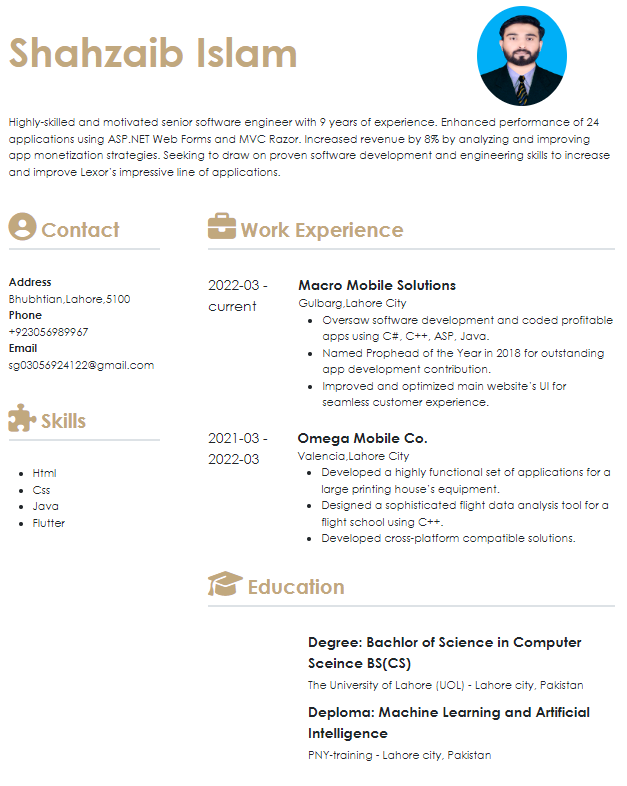 Shahzaib Islam
Highly-skilled and motivated senior software engineer with 9 years of experience. Enhanced performance of 24
applications using ASP.NET Web Forms and MVC Razor. Increased revenue by 8% by analyzing and improving
app monetization strategies. Seeking to draw on proven software development and engineering skills to increase
and improve Lexor's impressive line of applications.
Contact
Address
Bhubhtian,Lahore,5100
Phone
+923056989967
Email
sg03056924122@gmail.com
Skills
Html
Css
Java
Flutter
Work Experience
2022-03 -
current
Macro Mobile Solutions
Gulbarg,Lahore City
Oversaw software development and coded profitable
apps using C#, C++, ASP, Java.
Named Prophead of the Year in 2018 for outstanding
app development contribution.
Improved and optimized main website's UI for
seamless customer experience.
2021-03 -
2022-03
Omega Mobile Co.
Valencia,Lahore City
Developed a highly functional set of applications for a
large printing house's equipment.
Designed a sophisticated flight data analysis tool for a
flight school using C++.
Developed cross-platform compatible solutions.
Education
Degree: Bachlor of Science in Computer
Sceince BS(CS)
The University of Lahore (UOL) - Lahore city, Pakistan
Deploma: Machine Learning and Artificial
Intelligence
PNY-training - Lahore city, Pakistan